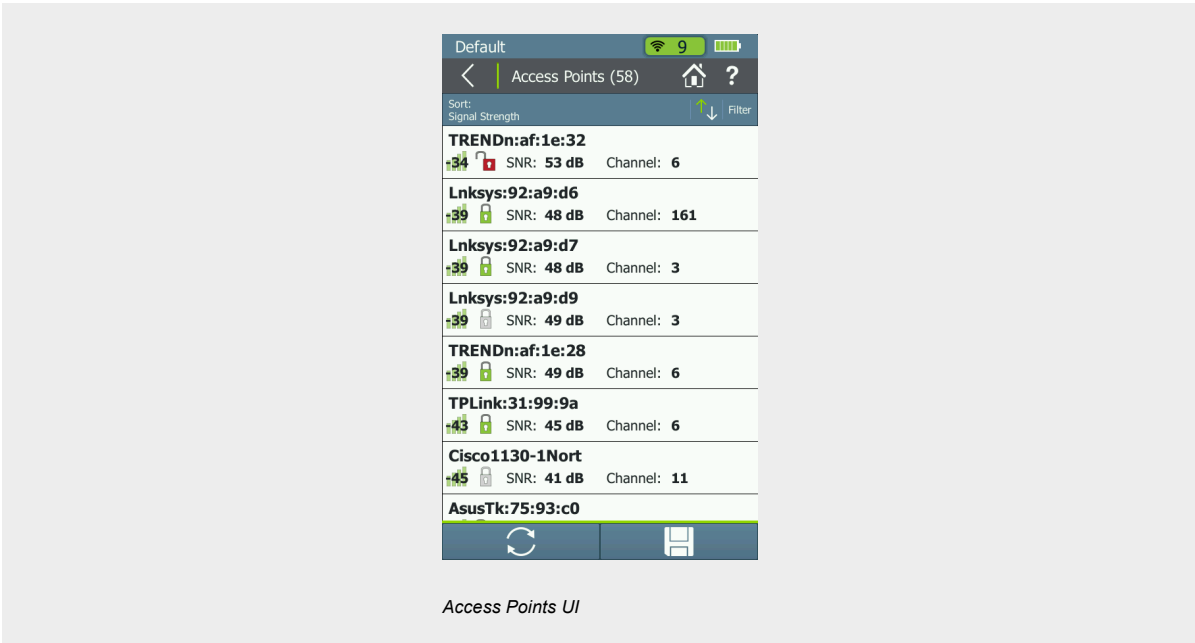 Default
9
Access Points (58)
?
Sort:
Signal Strength
Filter
TRENDn:af:1e:32
-34 SNR: 53 dB Channel: 6
Lnksys:92:a9:d6
-39 SNR: 48 dB Channel: 161
Lnksys:92:a9:d7
-39 SNR: 48 dB Channel: 3
Lnksys:92:a9:d9
-39 SNR: 49 dB Channel: 3
TRENDn:af:1e:28
-39 SNR: 49 dB Channel: 6
TPLink:31:99:9a
-43 SNR: 45 dB Channel: 6
Cisco1130-1Nort
-45 SNR: 41 dB Channel: 11
AsusTk:75:93:c0
Access Points UI